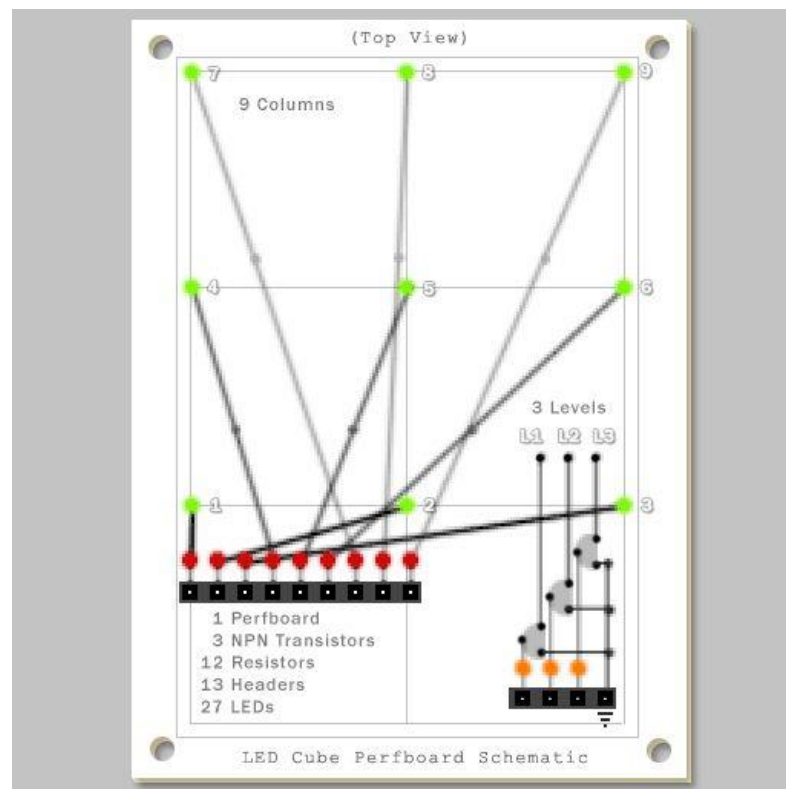 (Top View)
7 8 9
9 Columns
4 5 6
3 Levels
L1 L2 L3
1 2 3
1 Perfboard
3 NPN Transistors
12 Resistors
13 Headers
27 LEDs
LED Cube Perfboard Schematic